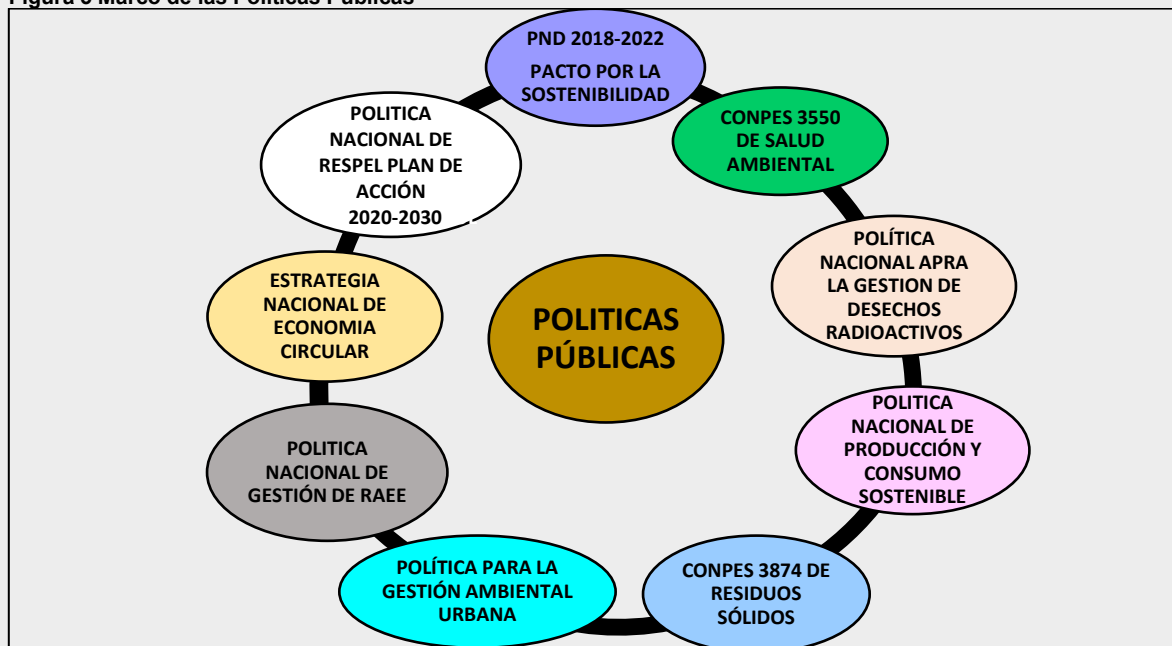 Figura 3 Marco de las Políticas Públicas
PND 2018-2022
PACTO POR LA
SOSTENIBILIDAD
CONPES 3550
DE SALUD
AMBIENTAL
POLÍTICA
NACIONAL APRA
LA GESTION DE
DESECHOS
RADIOACTIVOS
POLITICA
NACIONAL DE
PRODUCCIÓN Y
CONSUMO
SOSTENIBLE
CONPES 3874 DE
RESIDUOS
SÓLIDOS
POLÍTICA PARA LA
GESTIÓN AMBIENTAL
URBANA
POLITICA
NACIONAL DE
GESTIÓN DE RAEE
ESTRATEGIA
NACIONAL DE
ECONOMIA
CIRCULAR
POLITICA
NACIONAL DE
RESPEL PLAN DE
ACCIÓN
2020-2030
POLITICAS
PÚBLICAS